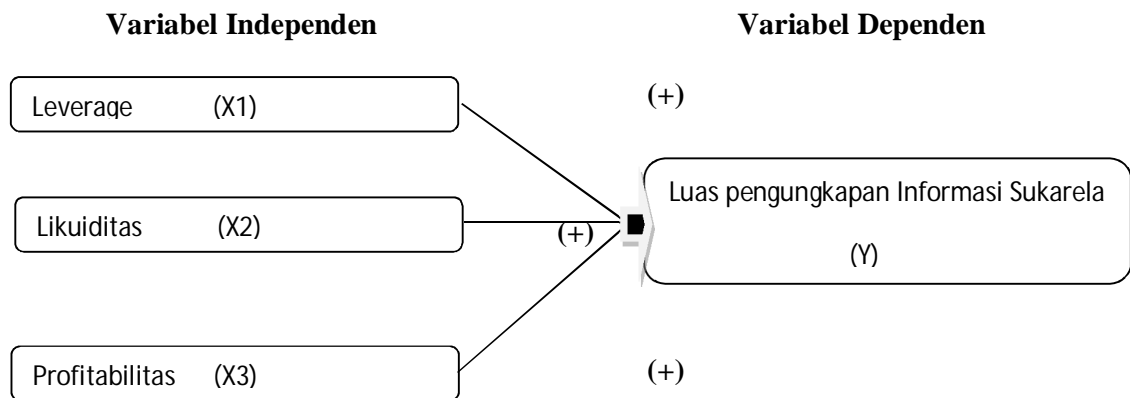 Variabel Independen
Variabel Dependen
Leverage (X1)
(+)
Luas pengungkapan Informasi Sukarela
(Y)
Likuiditas (X2)
(+)
Profitabilitas (X3)
(+)